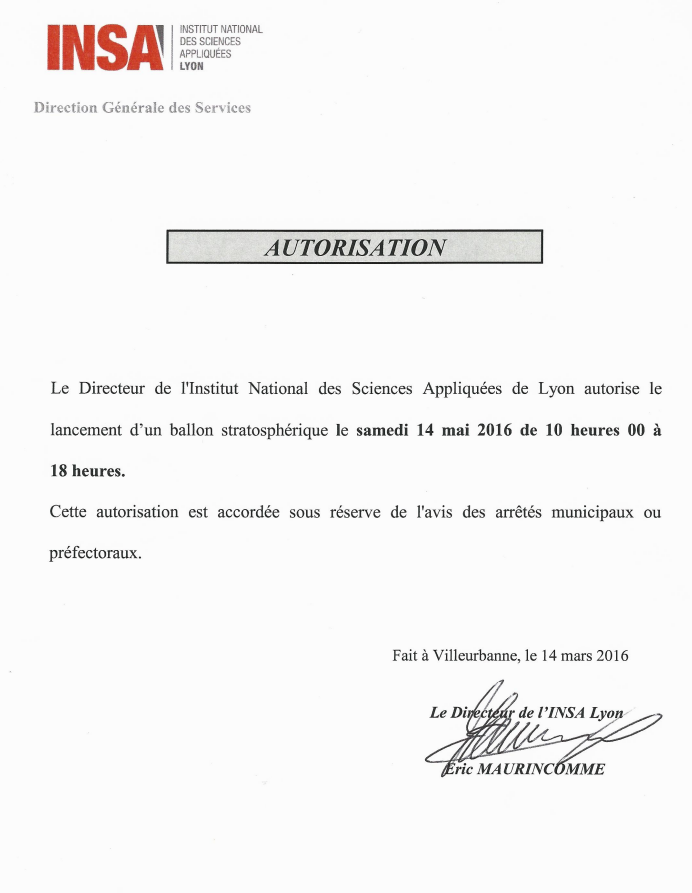 INSA
INSTITUT NATIONAL
DES SCIENCES
APPLIQUÉES
LYON
Direction Générale des Services
AUTORISATION
Le Directeur de l'Institut National des Sciences Appliquées de Lyon autorise le
lancement d'un ballon stratosphérique le samedi 14 mai 2016 de 10 heures 00 à
18 heures.
Cette autorisation est accordée sous réserve de l'avis des arrêtés municipaux ou
préfectoraux.
Fait à Villeurbanne, le 14 mars 2016
Le Directeur de l'INSA Lyon
Eric MAURINCOMME